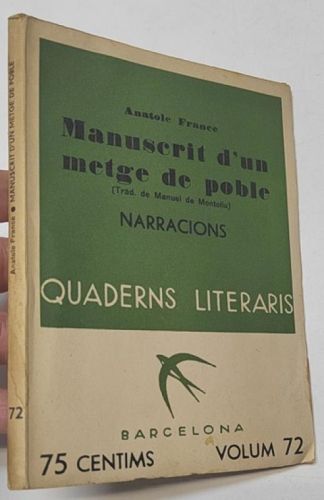 Anatole France
Manuscrit d'un
metge de poble
(Trad. de Manuel de Montoliu)
NARRACIONS
QUADERNS LITERARIS
BARCELONA
75 CENTIMS
VOLUM 72
Anatole France ● MANUSCRIT D'UN METGE DE POBLE
72